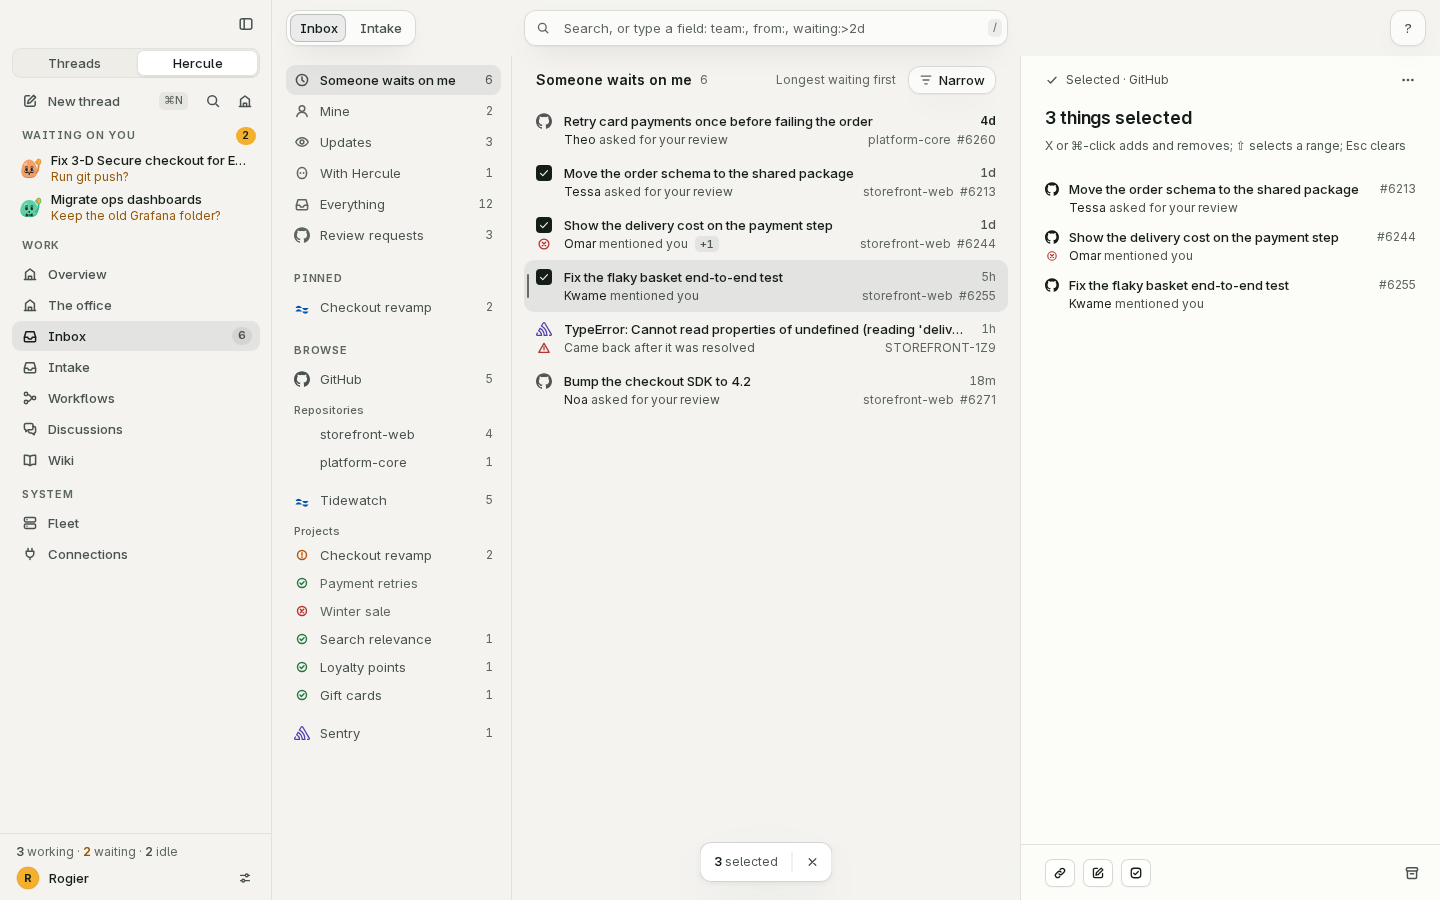 Threads
Hercule
New thread
⌘N
WAITING ON YOU
2
Fix 3-D Secure checkout for E…
Run git push?
Migrate ops dashboards
Keep the old Grafana folder?
WORK
Overview
The office
Inbox
6
Intake
Workflows
Discussions
Wiki
SYSTEM
Fleet
Connections
3 working · 2 waiting · 2 idle
R
Rogier
Inbox
Intake
Someone waits on me 6
Mine 2
Updates 3
With Hercule 1
Everything 12
Review requests 3
PINNED
Checkout revamp 2
BROWSE
GitHub 5
Repositories
storefront-web 4
platform-core 1
Tidewatch 5
Projects
Checkout revamp 2
Payment retries
Winter sale
Search relevance 1
Loyalty points 1
Gift cards 1
Sentry 1
Search, or type a field: team:, from:, waiting:>2d
/
?
Someone waits on me 6
Longest waiting first
Narrow
Retry card payments once before failing the order 4d
Theo asked for your review platform-core #6260
Move the order schema to the shared package 1d
Tessa asked for your review storefront-web #6213
Show the delivery cost on the payment step 1d
Omar mentioned you +1 storefront-web #6244
Fix the flaky basket end-to-end test 5h
Kwame mentioned you storefront-web #6255
TypeError: Cannot read properties of undefined (reading 'deliv… 1h
Came back after it was resolved STOREFRONT-1Z9
Bump the checkout SDK to 4.2 18m
Noa asked for your review storefront-web #6271
3 selected
Selected · GitHub
3 things selected
X or ⌘-click adds and removes; ⇧ selects a range; Esc clears
Move the order schema to the shared package #6213
Tessa asked for your review
Show the delivery cost on the payment step #6244
Omar mentioned you
Fix the flaky basket end-to-end test #6255
Kwame mentioned you